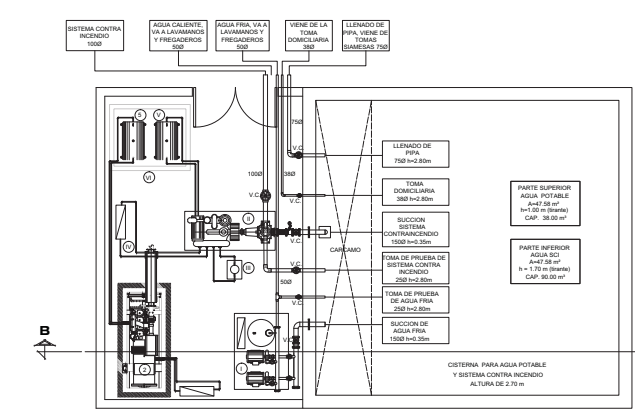 SISTEMA CONTRA
INCENDIO
100Ø
AGUA CALIENTE,
VA A LAVAMANOS
Y FREGADEROS
50Ø
AGUA FRIA, VA A
LAVAMANOS Y
FREGADEROS
50Ø
VIENE DE LA
TOMA
DOMICILIARIA
38Ø
LLENADO DE
PIPA, VIENE DE
TOMAS
SIAMESAS 75Ø
S
V
VI
75Ø
V.C.
100Ø
38Ø
V.C.
V.C.
II
IV
III
V.C.
V.C.
50Ø
V.C.
I
2
B
CARCAMO
LLENADO DE
PIPA
75Ø h=2.80m
TOMA
DOMICILIARIA
38Ø h=2.80m
SUCCION
SISTEMA
CONTRAINCENDIO
150Ø h=0.35m
TOMA DE PRUEBA DE
SISTEMA CONTRA
INCENDIO
25Ø h=2.80m
TOMA DE PRUEBA
DE AGUA FRIA
25Ø h=2.80m
SUCCION DE
AGUA FRIA
150Ø h=0.35m
PARTE SUPERIOR
AGUA POTABLE
A=47.58 m²
h=1.00 m (tirante)
CAP. 38.00 m³
PARTE INFERIOR
AGUA SCI
A=47.58 m²
h = 1.70 m (tirante)
CAP. 90.00 m³
CISTERNA PARA AGUA POTABLE
Y SISTEMA CONTRA INCENDIO
ALTURA DE 2.70 m